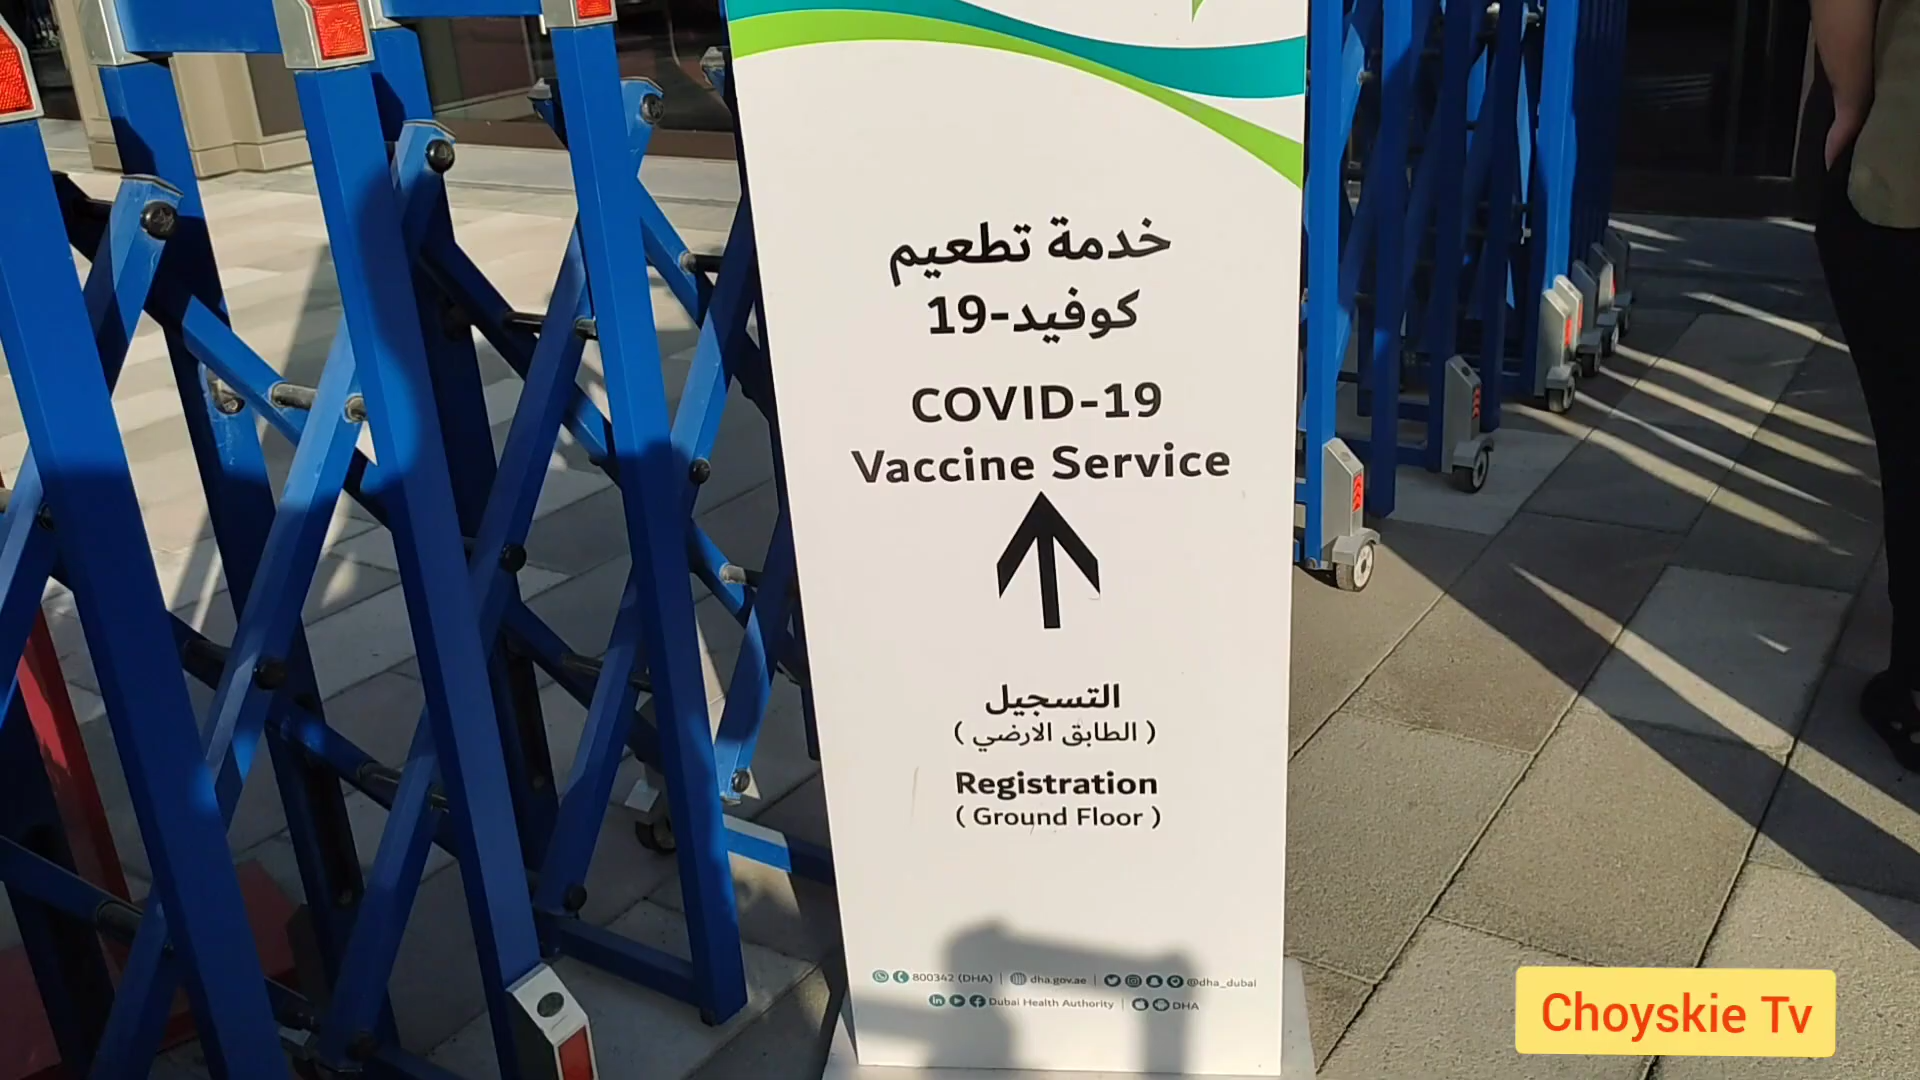 خدمة تطعيم
كوفيد-19
COVID-19
Vaccine Service
التسجيل
( الطابق الارضي )
Registration
( Ground Floor )
800342 (DHA) | dha.gov.ae | @dha_dubai
Dubai Health Authority | DHA
Choyskie Tv